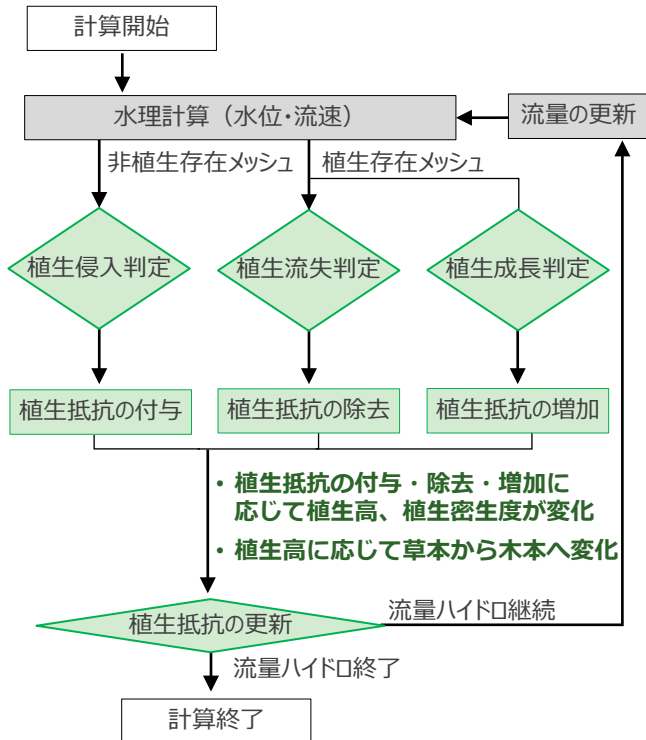 計算開始
水理計算（水位・流速）
流量の更新
非植生存在メッシュ
植生存在メッシュ
植生侵入判定
植生流失判定
植生成長判定
植生抵抗の付与
植生抵抗の除去
植生抵抗の増加
・植生抵抗の付与・除去・増加に
応じて植生高、植生密生度が変化
・植生高に応じて草本から木本へ変化
植生抵抗の更新
流量ハイドロ継続
流量ハイドロ終了
計算終了